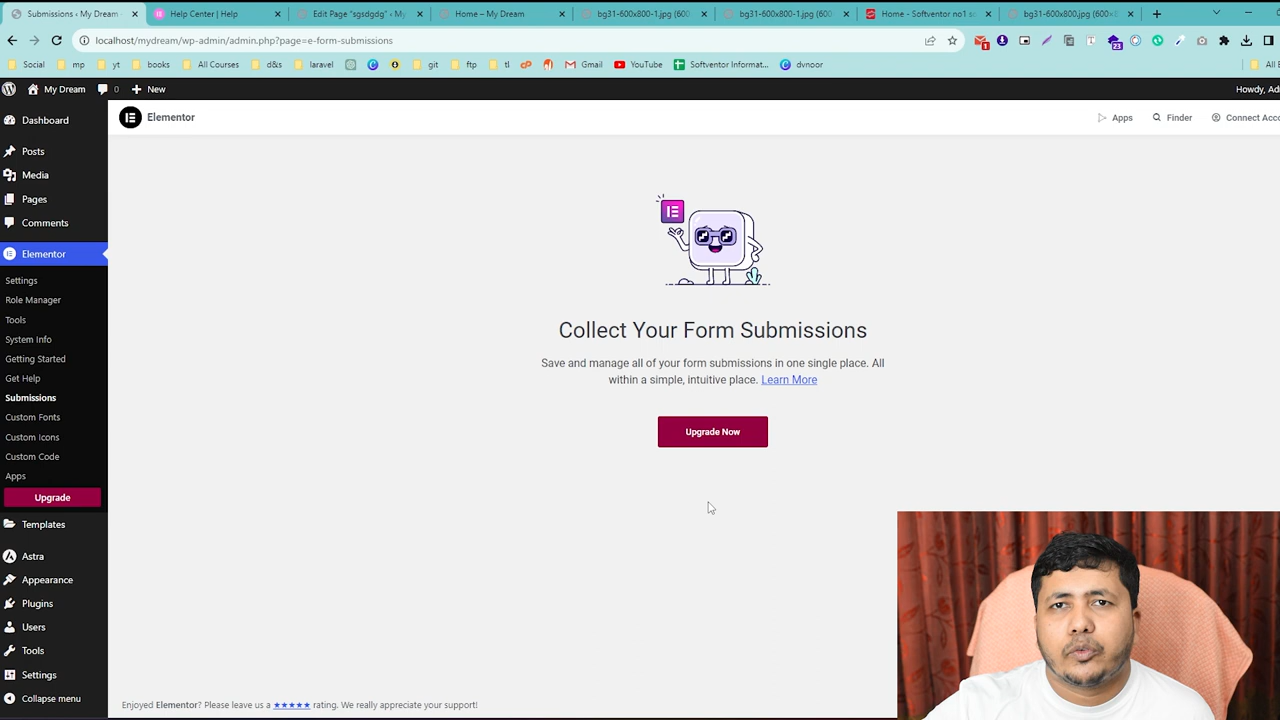 Submissions ‹ My Dream
Help Center | Help
Edit Page "sgsdgdg" ‹ My
Home – My Dream
bg31-600x800-1.jpg (600
bg31-600x800-1.jpg (600
Home - Softventor no1 s
bg31-600x800.jpg (600×8
localhost/mydream/wp-admin/admin.php?page=e-form-submissions
1
23
Social
mp
yt
books
All Courses
d&s
laravel
git
ftp
tl
Gmail
YouTube
Softventor Informat...
dvnoor
All
My Dream
0
New
Howdy, Ad
Elementor
Apps
Finder
Connect Acco
Dashboard
Posts
Media
Pages
Comments
Elementor
Settings
Role Manager
Tools
System Info
Getting Started
Get Help
Submissions
Custom Fonts
Custom Icons
Custom Code
Apps
Upgrade
Templates
Astra
Appearance
Plugins
Users
Tools
Settings
Collapse menu
Collect Your Form Submissions
Save and manage all of your form submissions in one single place. All
within a simple, intuitive place. Learn More
Upgrade Now
Enjoyed Elementor? Please leave us a ★★★★★ rating. We really appreciate your support!